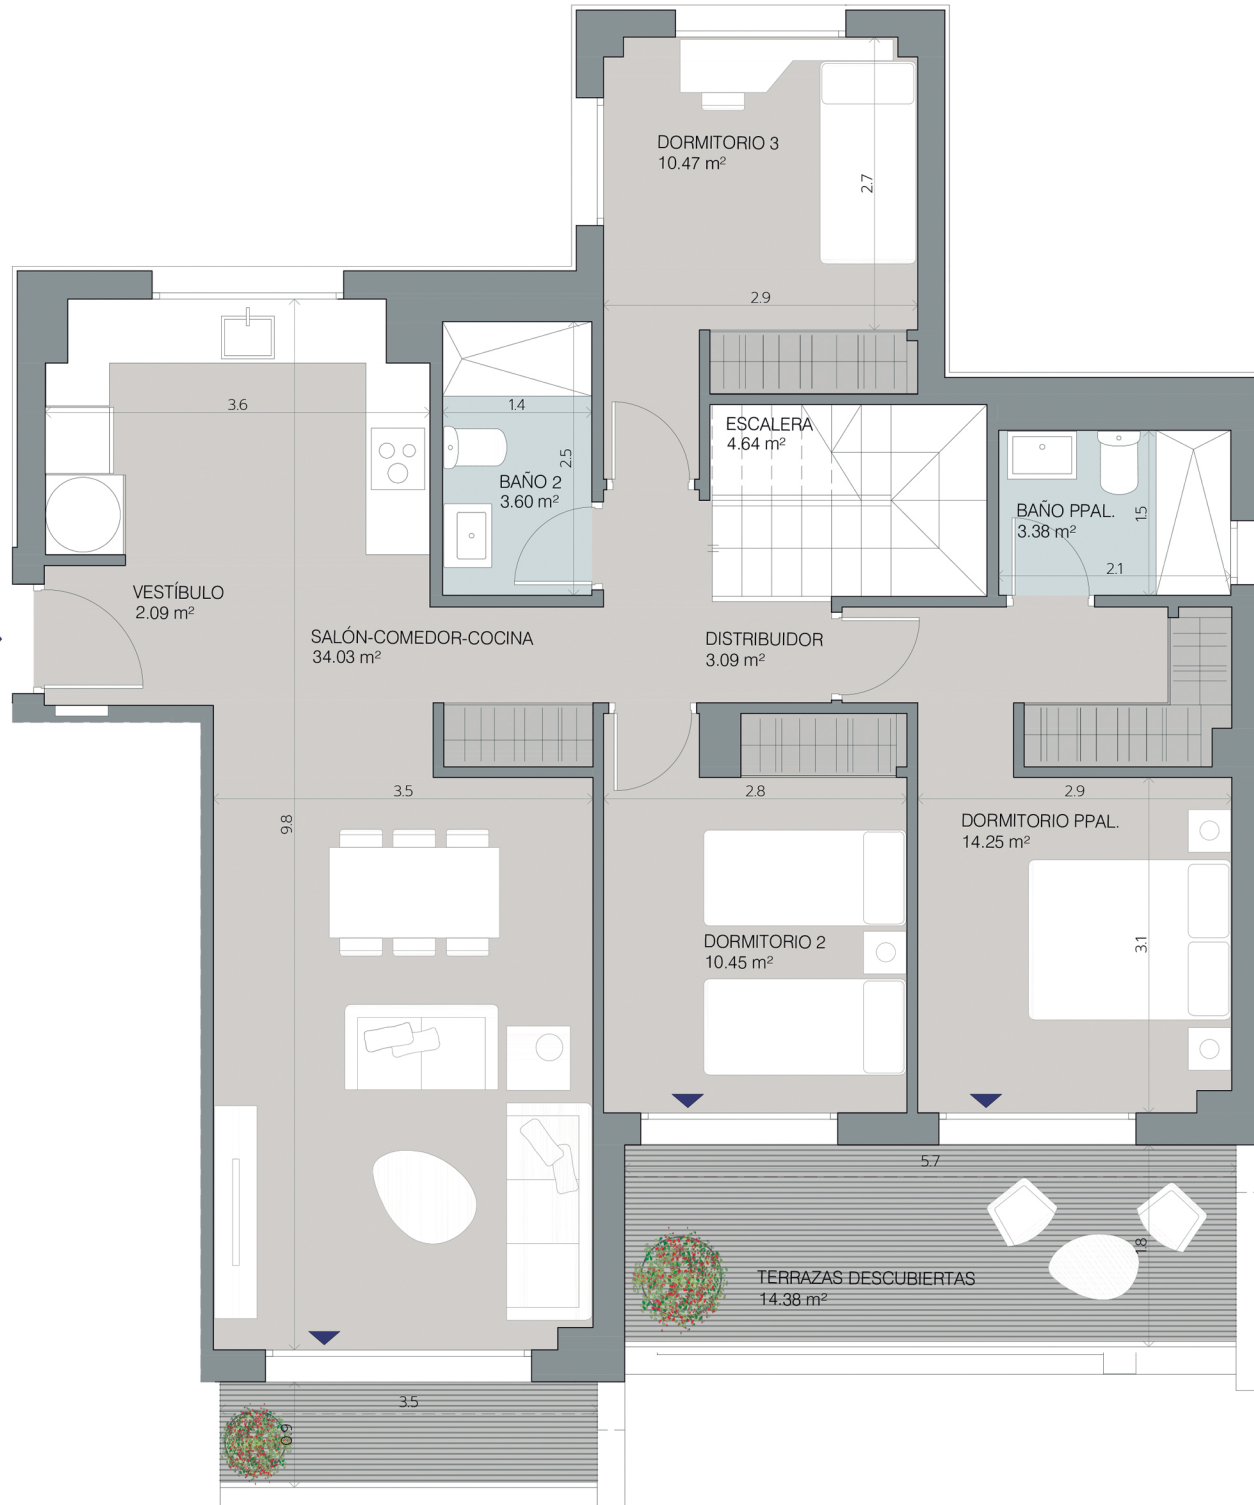 DORMITORIO 3
10.47 m²
2.7
2.9
3.6
1.4
2.5
ESCALERA
4.64 m²
BAÑO 2
3.60 m²
BAÑO PPAL.
3.38 m²
1.5
2.1
VESTÍBULO
2.09 m²
SALÓN-COMEDOR-COCINA
34.03 m²
DISTRIBUIDOR
3.09 m²
3.5
9.8
2.8
2.9
DORMITORIO PPAL.
14.25 m²
DORMITORIO 2
10.45 m²
3.1
5.7
1.8
TERRAZAS DESCUBIERTAS
14.38 m²
3.5
0.9